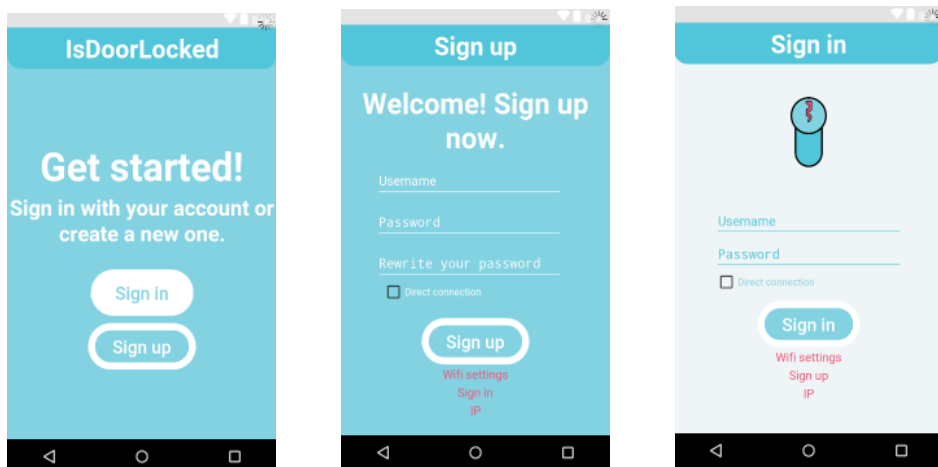 IsDoorLocked
Get started!
Sign in with your account or
create a new one.
Sign in
Sign up
Sign up
Welcome! Sign up
now.
Username
Password
Rewrite your password
Direct connection
Sign up
Wifi settings
Sign in
IP
Sign in
Username
Password
Direct connection
Sign in
Wifi settings
Sign up
IP